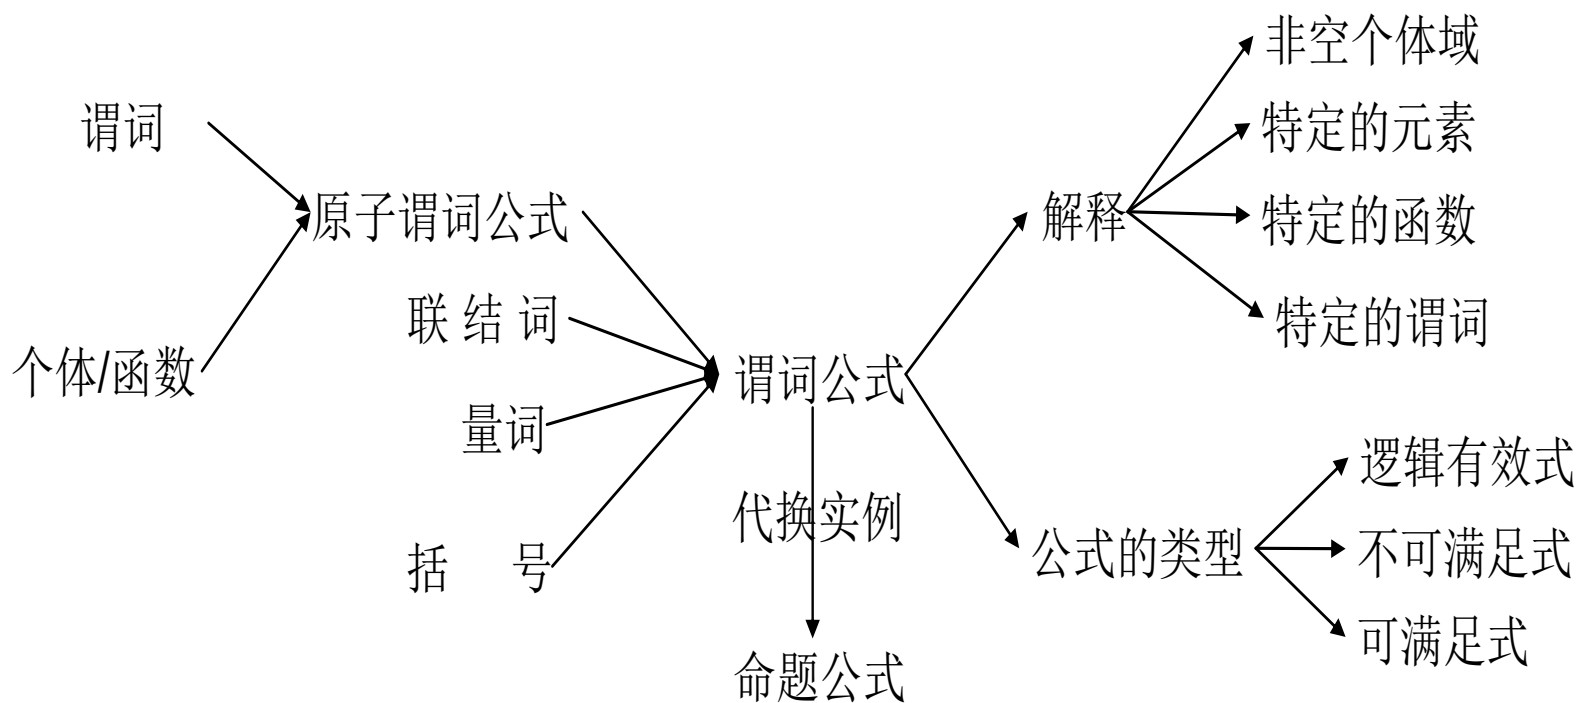 非空个体域
谓词
特定的元素
原子谓词公式
解释
特定的函数
联 结 词
特定的谓词
个体/函数
谓词公式
量词
逻辑有效式
代换实例
公式的类型
不可满足式
括 号
可满足式
命题公式